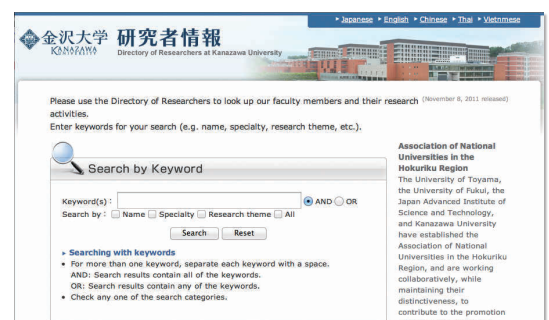 Japanese English Chinese Thai Vietnmese
金沢大学 研究者情報
KANAZAWA
UNIVERSITY
Directory of Researchers at Kanazawa University
Please use the Directory of Researchers to look up our faculty members and their research (November 8, 2011 released)
activities.
Enter keywords for your search (e.g. name, specialty, research theme, etc.).
Search by Keyword
Keyword(s) : AND OR
Search by : Name Specialty Research theme All
Search Reset
Searching with keywords
• For more than one keyword, separate each keyword with a space.
AND: Search results contain all of the keywords.
OR: Search results contain any of the keywords.
• Check any one of the search categories.
Association of National
Universities in the
Hokuriku Region
The University of Toyama,
the University of Fukui, the
Japan Advanced Institute of
Science and Technology,
and Kanazawa University
have established the
Association of National
Universities in the Hokuriku
Region, and are working
collaboratively, while
maintaining their
distinctiveness, to
contribute to the promotion